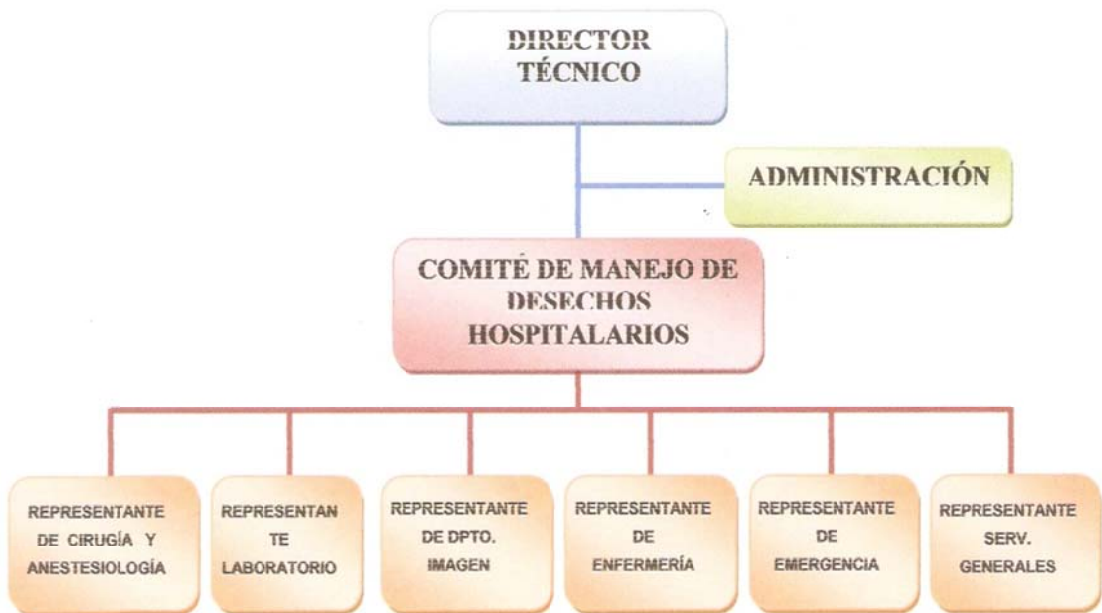 DIRECTOR
TÉCNICO
ADMINISTRACIÓN
COMITÉ DE MANEJO DE
DESECHOS
HOSPITALARIOS
REPRESENTANTE
DE CIRUGÍA Y
ANESTESIOLOGÍA
REPRESENTAN
TE
LABORATORIO
REPRESENTANTE
DE DPTO.
IMAGEN
REPRESENTANTE
DE
ENFERMERÍA
REPRESENTANTE
DE
EMERGENCIA
REPRESENTANTE
SERV.
GENERALES